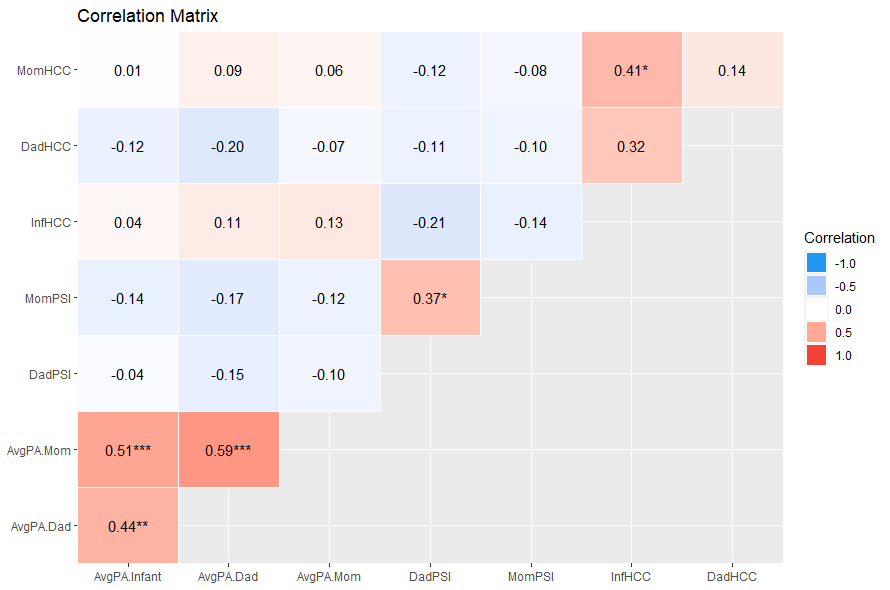 Correlation Matrix
MomHCC 0.01 0.09 0.06 -0.12 -0.08 0.41* 0.14
DadHCC -0.12 -0.20 -0.07 -0.11 -0.10 0.32
InfHCC 0.04 0.11 0.13 -0.21 -0.14
MomPSI -0.14 -0.17 -0.12 0.37*
DadPSI -0.04 -0.15 -0.10
AvgPA.Mom 0.51*** 0.59***
AvgPA.Dad 0.44**
AvgPA.Infant AvgPA.Dad AvgPA.Mom DadPSI MomPSI InfHCC DadHCC
Correlation
-1.0
-0.5
0.0
0.5
1.0